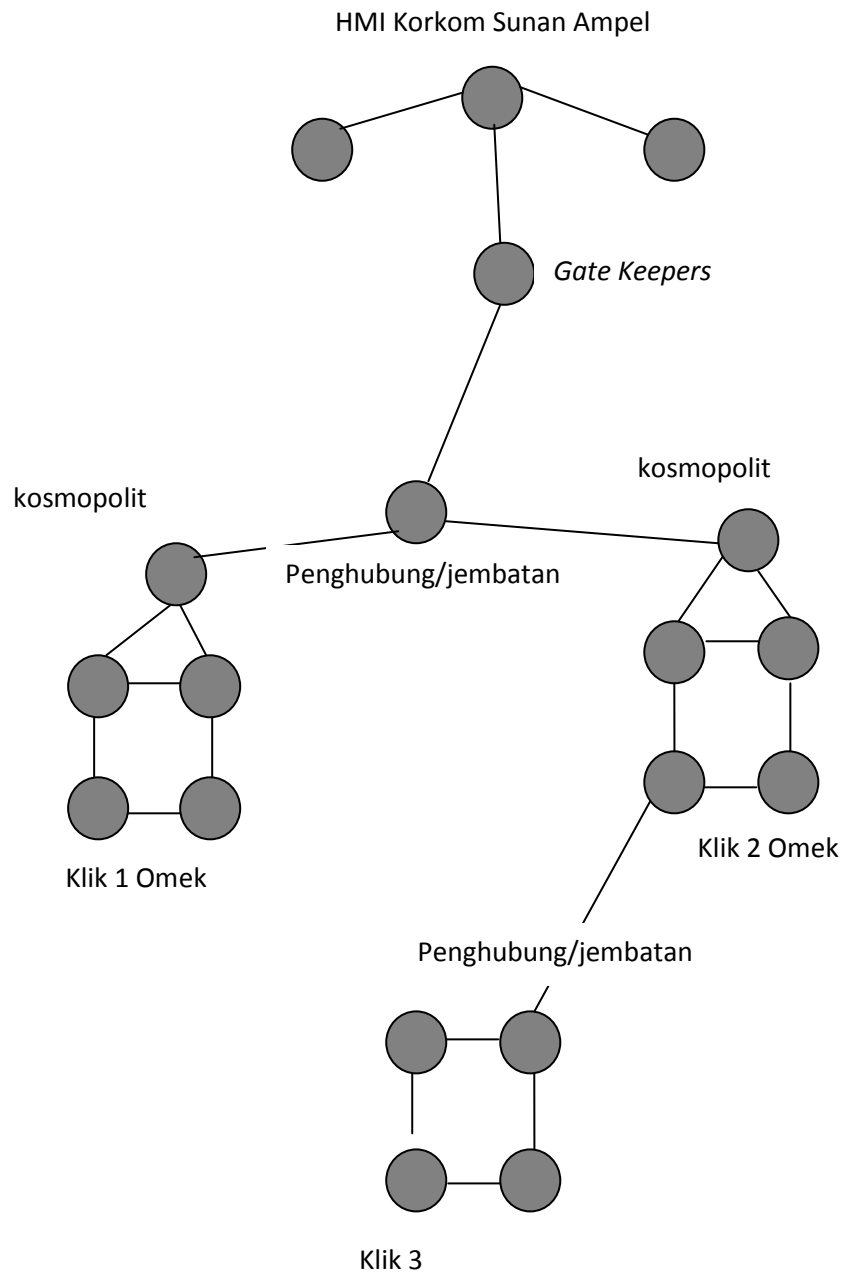 HMI Korkom Sunan Ampel
Gate Keepers
kosmopolit
kosmopolit
Penghubung/jembatan
Klik 2 Omek
Klik 1 Omek
Penghubung/jembatan
Klik 3